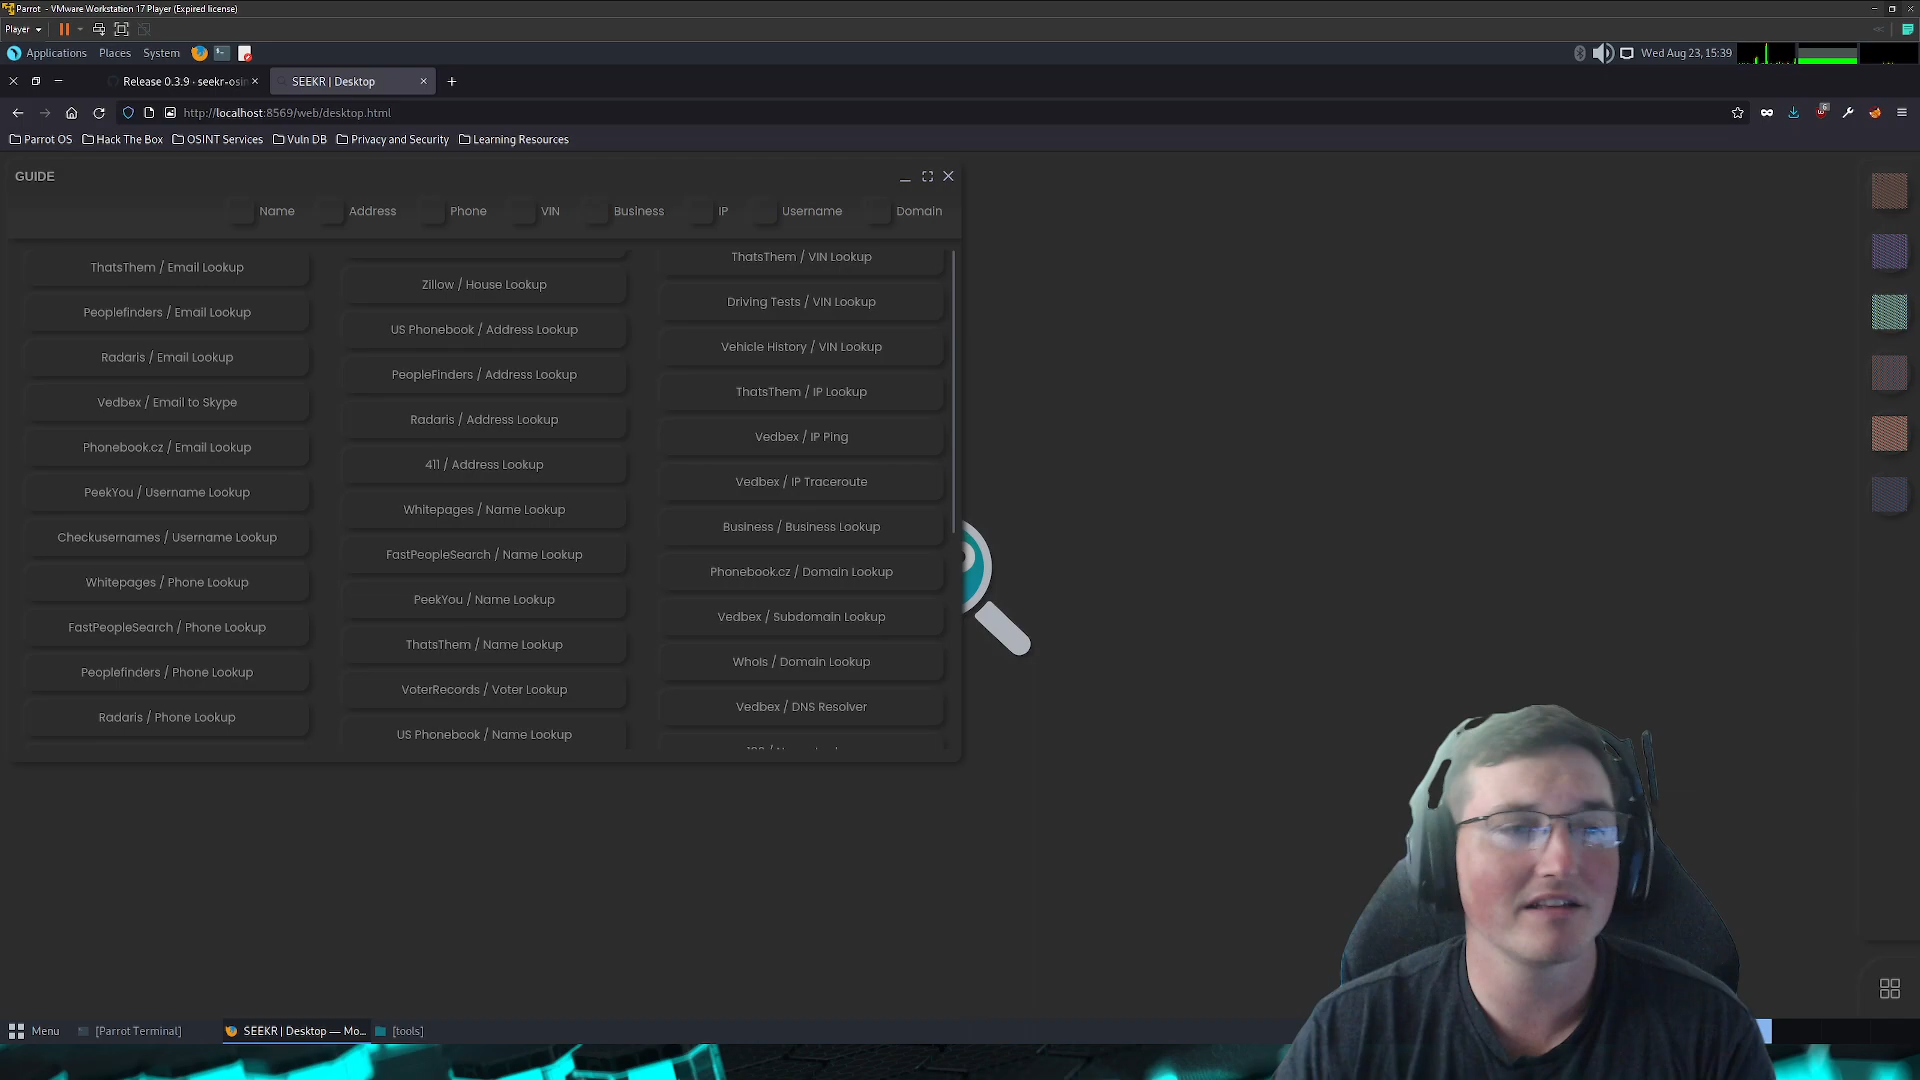 Parrot - VMware Workstation 17 Player (Expired license)
Player
Applications Places System
Wed Aug 23, 15:39
Release 0.3.9 · seekr-osin
SEEKR | Desktop
http://localhost:8569/web/desktop.html
6
Parrot OS Hack The Box OSINT Services Vuln DB Privacy and Security Learning Resources
GUIDE
Name Address Phone VIN Business IP Username Domain
ThatsThem / Email Lookup
Peoplefinders / Email Lookup
Radaris / Email Lookup
Vedbex / Email to Skype
Phonebook.cz / Email Lookup
PeekYou / Username Lookup
Checkusernames / Username Lookup
Whitepages / Phone Lookup
FastPeopleSearch / Phone Lookup
Peoplefinders / Phone Lookup
Radaris / Phone Lookup
Zillow / House Lookup
US Phonebook / Address Lookup
PeopleFinders / Address Lookup
Radaris / Address Lookup
411 / Address Lookup
Whitepages / Name Lookup
FastPeopleSearch / Name Lookup
PeekYou / Name Lookup
ThatsThem / Name Lookup
VoterRecords / Voter Lookup
US Phonebook / Name Lookup
ThatsThem / VIN Lookup
Driving Tests / VIN Lookup
Vehicle History / VIN Lookup
ThatsThem / IP Lookup
Vedbex / IP Ping
Vedbex / IP Traceroute
Business / Business Lookup
Phonebook.cz / Domain Lookup
Vedbex / Subdomain Lookup
WhoIs / Domain Lookup
Vedbex / DNS Resolver
Menu [Parrot Terminal] SEEKR | Desktop — Mo... [tools]